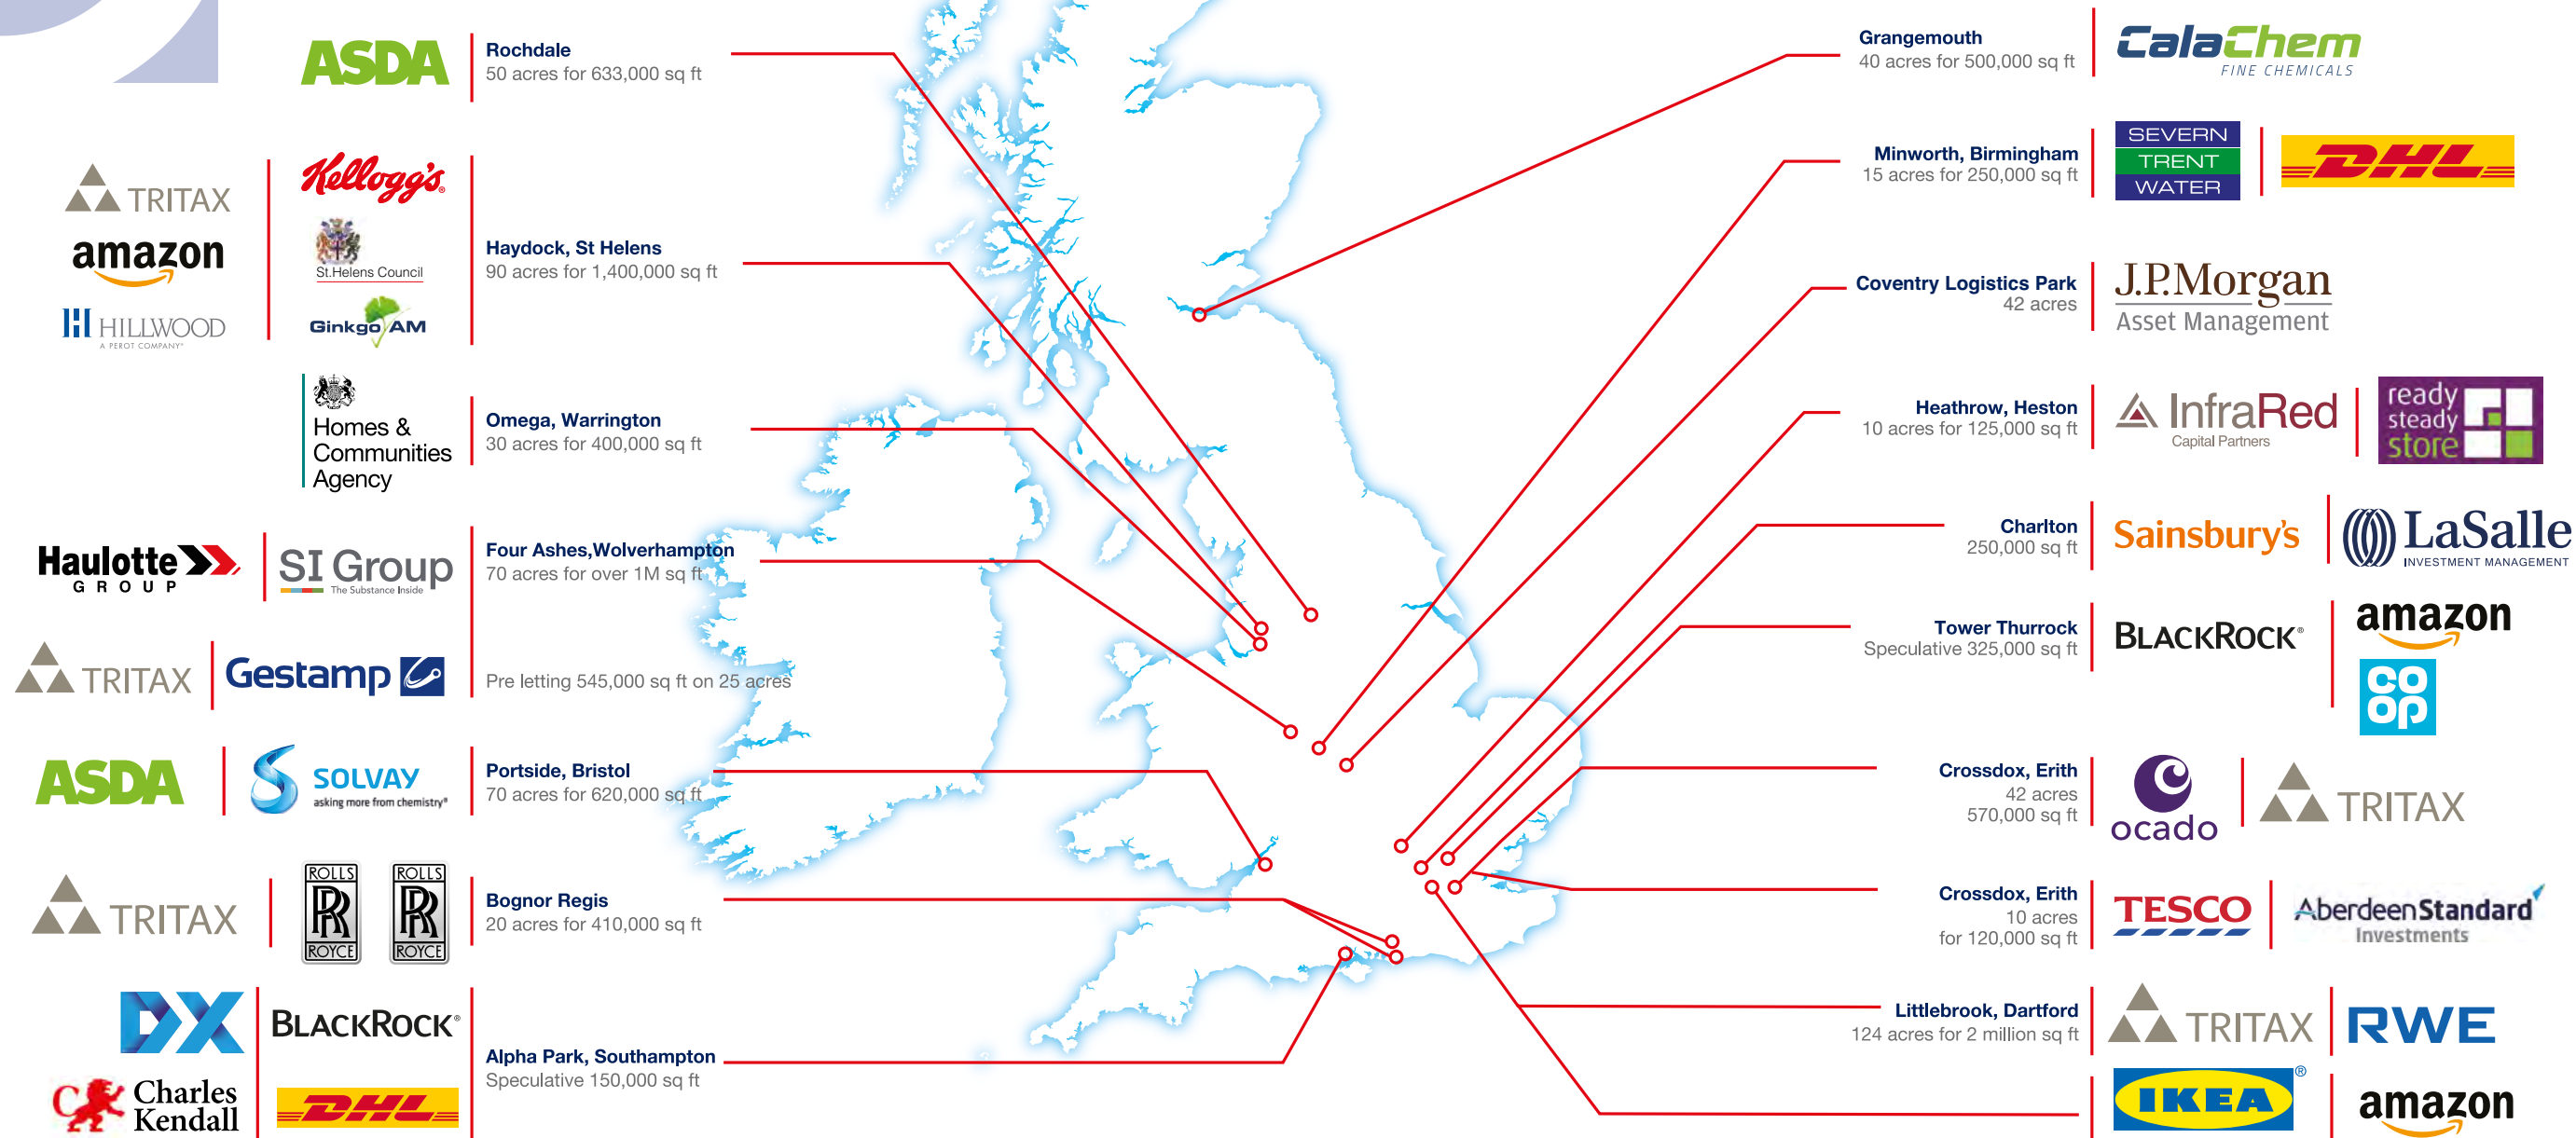 ASDA
Rochdale
50 acres for 633,000 sq ft
TRITAX
amazon
HILLWOOD
A PEROT COMPANY®
Kellogg's®
St.Helens Council
Ginkgo AM
Haydock, St Helens
90 acres for 1,400,000 sq ft
Homes &
Communities
Agency
Omega, Warrington
30 acres for 400,000 sq ft
Haulotte
GROUP
SI Group
The Substance Inside
Four Ashes,Wolverhampton
70 acres for over 1M sq ft
TRITAX
Gestamp
Pre letting 545,000 sq ft on 25 acres
ASDA
SOLVAY
asking more from chemistry®
Portside, Bristol
70 acres for 620,000 sq ft
TRITAX
ROLLS
RR
ROYCE
ROLLS
RR
ROYCE
Bognor Regis
20 acres for 410,000 sq ft
DX
BLACKROCK®
Charles
Kendall
DHL
Alpha Park, Southampton
Speculative 150,000 sq ft
Grangemouth
40 acres for 500,000 sq ft
CalaChem
FINE CHEMICALS
Minworth, Birmingham
15 acres for 250,000 sq ft
SEVERN
TRENT
WATER
DHL
Coventry Logistics Park
42 acres
J.P.Morgan
Asset Management
Heathrow, Heston
10 acres for 125,000 sq ft
InfraRed
Capital Partners
ready
steady
store
Charlton
250,000 sq ft
Sainsbury's
LaSalle
INVESTMENT MANAGEMENT
Tower Thurrock
Speculative 325,000 sq ft
BLACKROCK®
amazon
CO
OP
Crossdox, Erith
42 acres
570,000 sq ft
ocado
TRITAX
Crossdox, Erith
10 acres
for 120,000 sq ft
TESCO
Aberdeen Standard
Investments
Littlebrook, Dartford
124 acres for 2 million sq ft
TRITAX
RWE
IKEA®
amazon